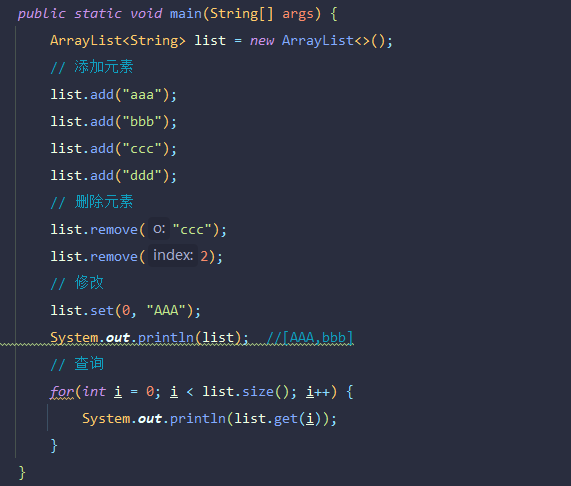 public static void main(String[] args) {
ArrayList<String> list = new ArrayList<>();
// 添加元素
list.add("aaa");
list.add("bbb");
list.add("ccc");
list.add("ddd");
// 删除元素
list.remove( o: "ccc");
list.remove( index: 2);
// 修改
list.set(0, "AAA");
System.out.println(list);  //[AAA,bbb]
// 查询
for(int i = 0; i < list.size(); i++) {
System.out.println(list.get(i));
}
}